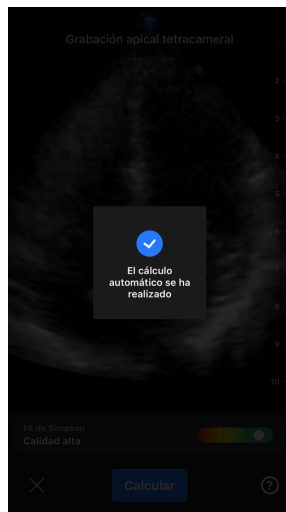 Grabación apical tetracameral
1
2
3
4
5
6
7
8
9
10
El cálculo
automático se ha
realizado
FE de Simpson
Calidad alta
Calcular
?